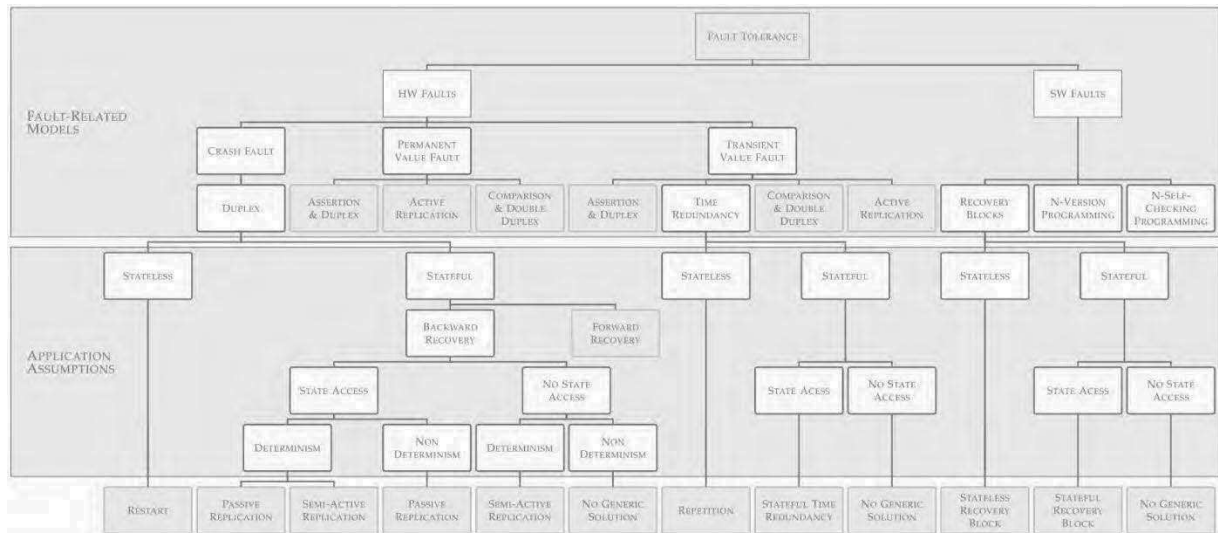 FAULT TOLERANCE
HW FAULTS
SW FAULTS
FAULT-RELATED
MODELS
CRASH FAULT
PERMANENT
VALUE FAULT
TRANSIENT
VALUE FAULT
DUPLEX
ASSERTION
& DUPLEX
ACTIVE
REPLICATION
COMPARISON
& DOUBLE
DUPLEX
ASSERTION
& DUPLEX
TIME
REDUNDANCY
COMPARISON
& DOUBLE
DUPLEX
ACTIVE
REPLICATION
RECOVERY
BLOCKS
N-VERSION
PROGRAMMING
N-SELF-
CHECKING
PROGRAMMING
STATELESS
STATEFUL
STATELESS
STATEFUL
STATELESS
STATEFUL
BACKWARD
RECOVERY
FORWARD
RECOVERY
APPLICATION
ASSUMPTIONS
STATE ACCESS
NO STATE
ACCESS
STATE ACESS
NO STATE
ACCESS
STATE ACESS
NO STATE
ACCESS
DETERMINISM
NON
DETERMINISM
DETERMINISM
NON
DETERMINISM
RESTART
PASSIVE
REPLICATION
SEMI-ACTIVE
REPLICATION
PASSIVE
REPLICATION
SEMI-ACTIVE
REPLICATION
NO GENERIC
SOLUTION
REPETITION
STATEFUL TIME
REDUNDANCY
NO GENERIC
SOLUTION
STATELESS
RECOVERY
BLOCK
STATEFUL
RECOVERY
BLOCK
NO GENERIC
SOLUTION